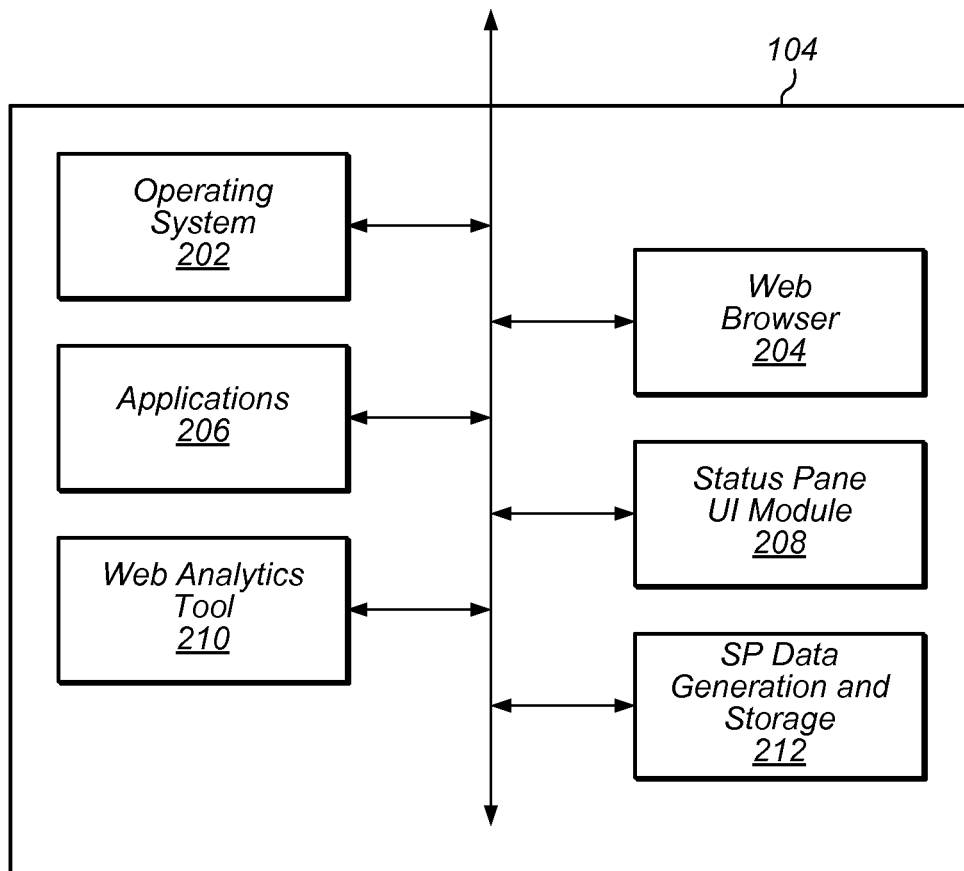 104
Operating
System
202
Web
Browser
204
Applications
206
Status Pane
UI Module
208
Web Analytics
Tool
210
SP Data
Generation and
Storage
212